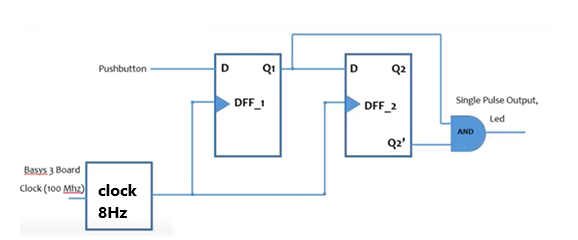 Pushbutton
D
Q1
DFF_1
D
Q2
DFF_2
Q2'
Single Pulse Output,
Led
AND
Basys 3 Board
Clock (100 Mhz)
clock
8Hz